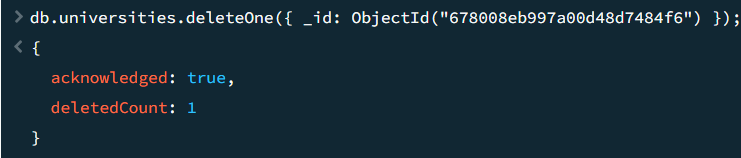 > db.universities.deleteOne({ _id: ObjectId("678008eb997a00d48d7484f6") });
< {
acknowledged: true,
deletedCount: 1
}